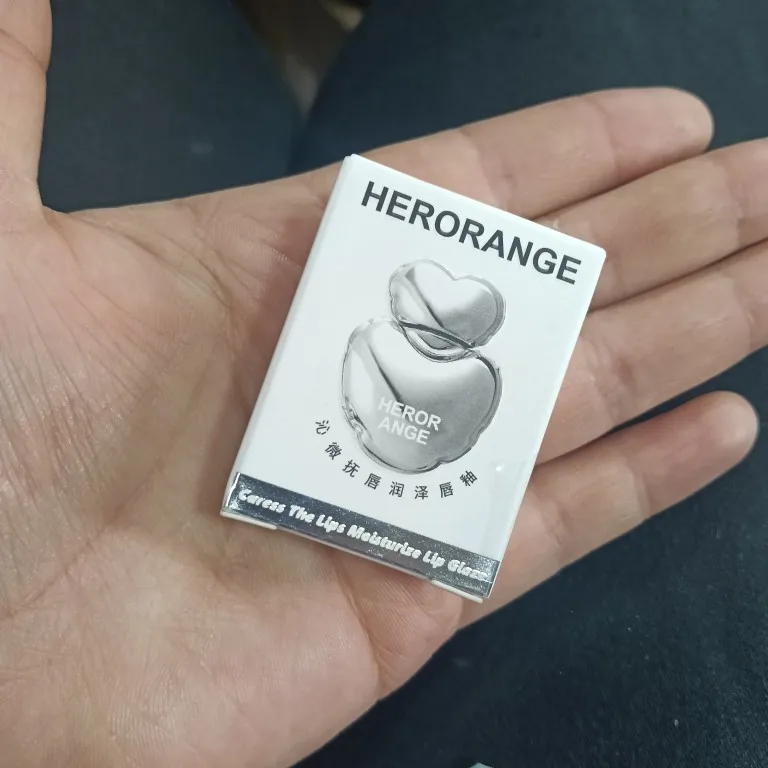 HERORANGE
HEROR
ANGE
沁微抚唇润泽唇釉
Caress The Lips Moisturize Lip Glaze